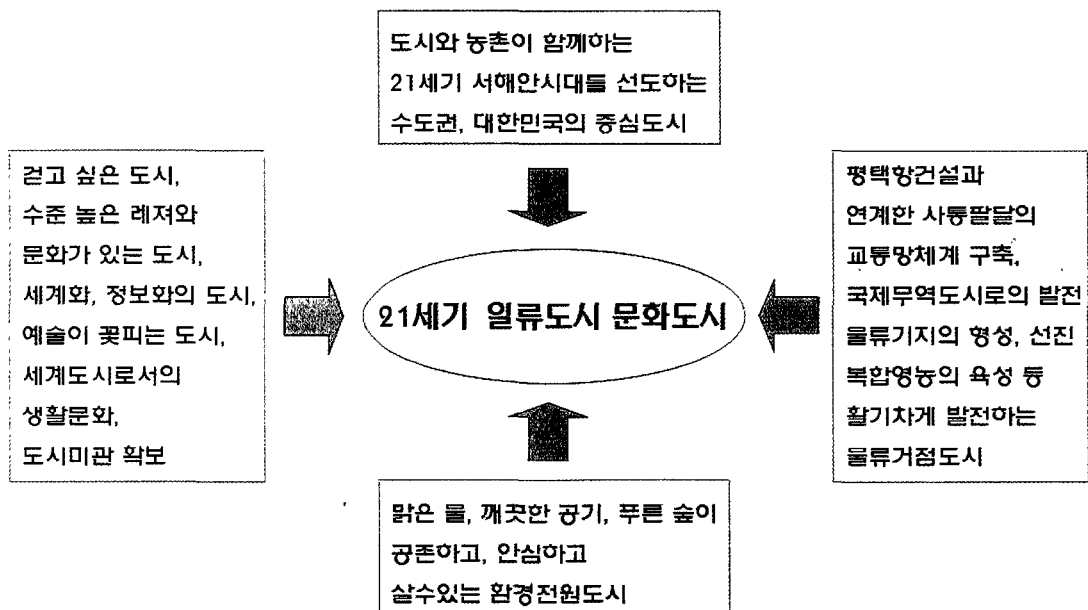 도시와 농촌이 함께하는
21세기 서해안시대를 선도하는
수도권, 대한민국의 중심도시
걷고 싶은 도시,
수준 높은 레져와
문화가 있는 도시,
세계화, 정보화의 도시,
예술이 꽃피는 도시,
세계도시로서의
생활문화,
도시미관 확보
21세기 일류도시 문화도시
평택항건설과
연계한 사통팔달의
교통망체계 구축,
국제무역도시로의 발전
물류기지의 형성, 선진
복합영농의 육성 등
활기차게 발전하는
물류거점도시
맑은 물, 깨끗한 공기, 푸른 숲이
공존하고, 안심하고
살수있는 환경전원도시